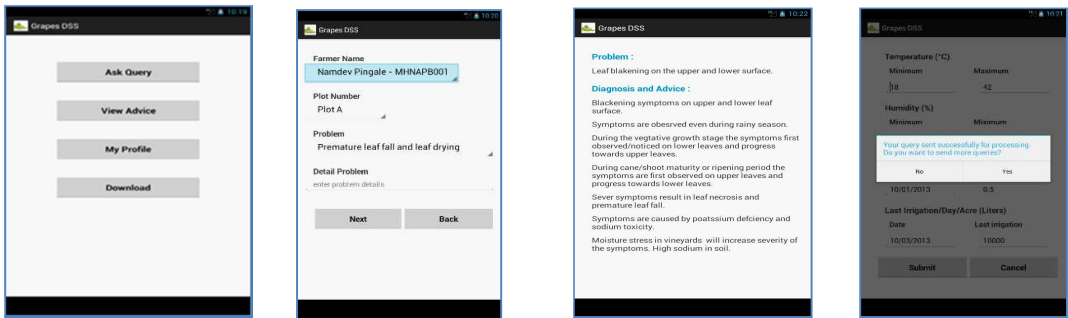 10:19
Grapes DSS
Ask Query
View Advice
My Profile
Download
10:20
Grapes DSS
Farmer Name
Namdev Pingale - MHNAPB001
Plot Number
Plot A
Problem
Premature leaf fall and leaf drying
Detail Problem
enter problem details
Next Back
10:22
Grapes DSS
Problem :
Leaf blakening on the upper and lower surface.
Diagnosis and Advice :
Blackening symptoms on upper and lower leaf
surface.
Symptoms are obesrved even during rainy season.
During the vegtative growth stage the symptoms first
observed/noticed on lower leaves and progress
towards upper leaves.
During cane/shoot maturity or ripening period the
symptoms are first observed on upper leaves and
progress towards lower leaves.
Sever symptoms result in leaf necrosis and
premature leaf fall.
Symptoms are caused by poatssium defciency and
sodium toxicity.
Moisture stress in vineyards will increase severity of
the symptoms. High sodium in soil.
10:21
Grapes DSS
Temperature (°C)
Minimum Maximum
18 42
Humidity (%)
Minimum Minimum
Your query sent successfully for processing.
Do you want to send more queries?
No Yes
10/01/2013 0.5
Last Irrigation/Day/Acre (Liters)
Date Last irrigation
10/03/2013 10000
Submit Cancel